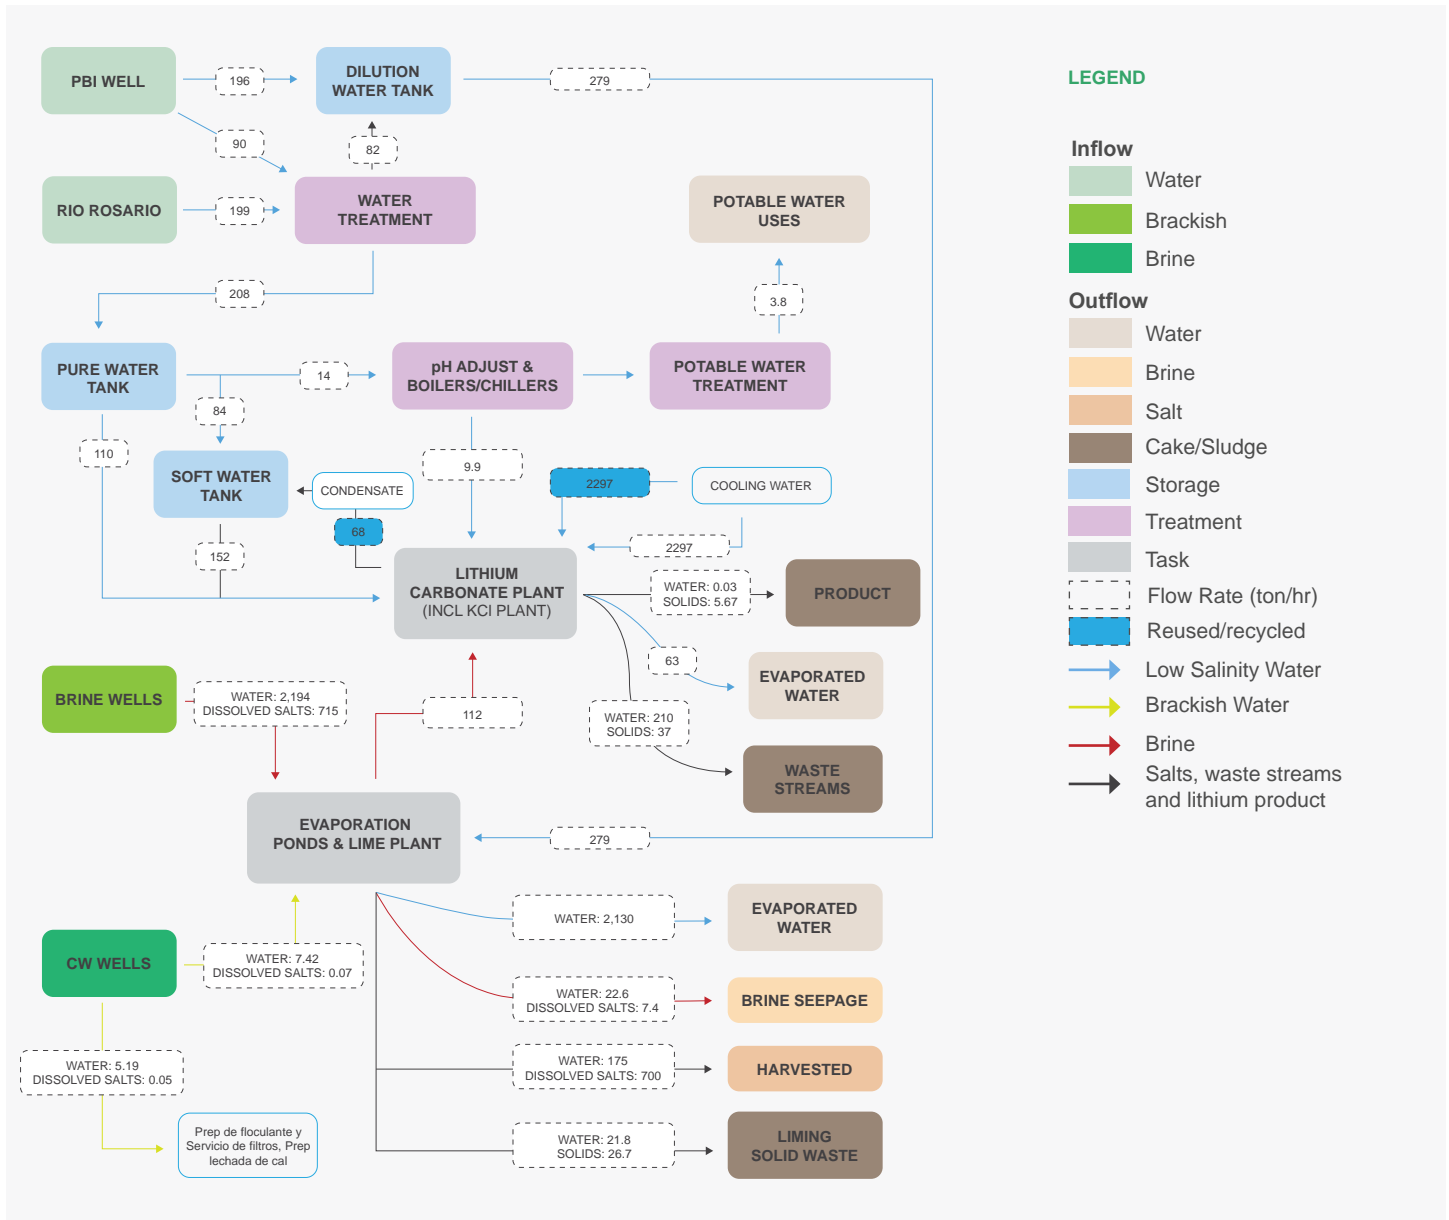 PBI WELL
196
DILUTION
WATER TANK
279
90
82
RIO ROSARIO
199
WATER
TREATMENT
POTABLE WATER
USES
208
3.8
PURE WATER
TANK
14
pH ADJUST &
BOILERS/CHILLERS
POTABLE WATER
TREATMENT
84
110
SOFT WATER
TANK
CONDENSATE
9.9
2297
COOLING WATER
68
152
2297
LITHIUM
CARBONATE PLANT
(INCL KCI PLANT)
WATER: 0.03
SOLIDS: 5.67
PRODUCT
63
EVAPORATED
WATER
BRINE WELLS
WATER: 2,194
DISSOLVED SALTS: 715
112
WATER: 210
SOLIDS: 37
WASTE
STREAMS
EVAPORATION
PONDS & LIME PLANT
279
WATER: 2,130
EVAPORATED
WATER
CW WELLS
WATER: 7.42
DISSOLVED SALTS: 0.07
WATER: 22.6
DISSOLVED SALTS: 7.4
BRINE SEEPAGE
WATER: 5.19
DISSOLVED SALTS: 0.05
WATER: 175
DISSOLVED SALTS: 700
HARVESTED
Prep de floculante y
Servicio de filtros, Prep
lechada de cal
WATER: 21.8
SOLIDS: 26.7
LIMING
SOLID WASTE
LEGEND
Inflow
Water
Brackish
Brine
Outflow
Water
Brine
Salt
Cake/Sludge
Storage
Treatment
Task
Flow Rate (ton/hr)
Reused/recycled
Low Salinity Water
Brackish Water
Brine
Salts, waste streams
and lithium product